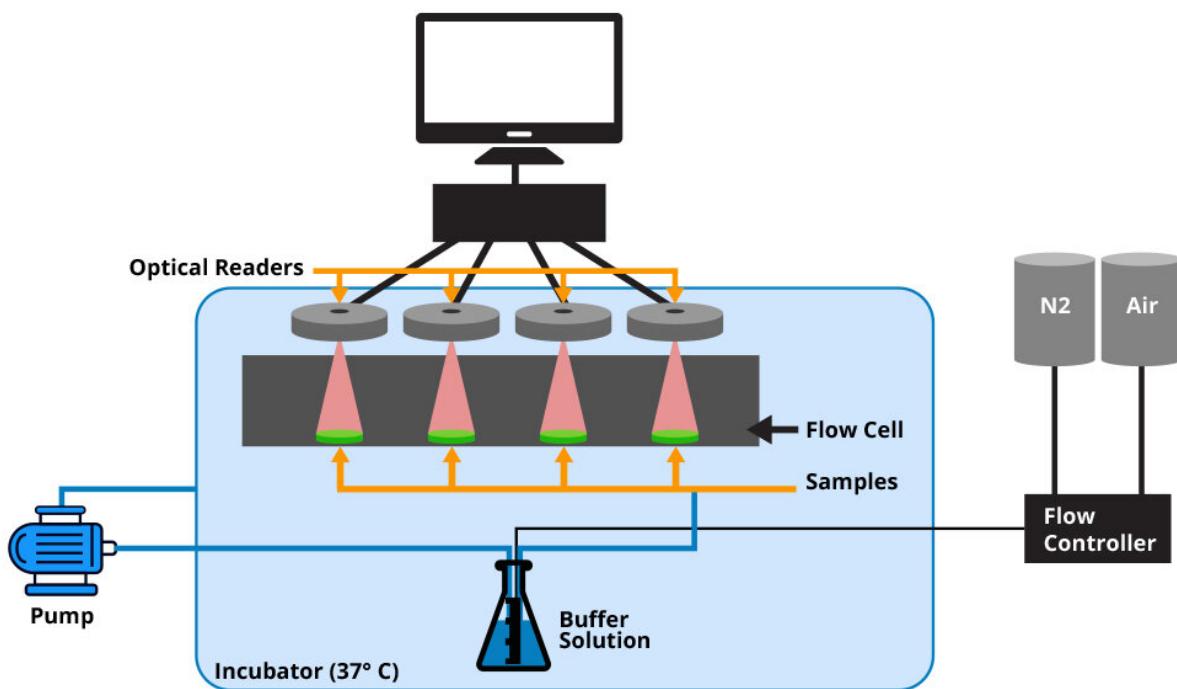 Optical Readers
N2
Air
Flow Cell
Samples
Flow
Controller
Pump
Buffer
Solution
Incubator (37° C)